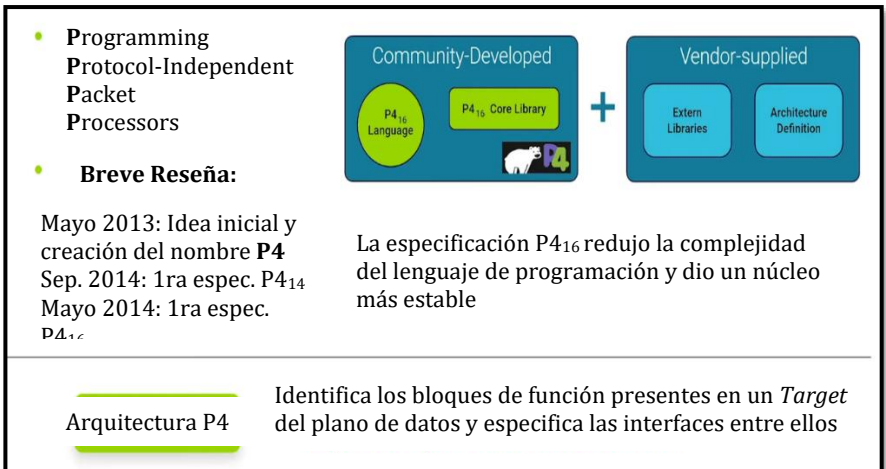 Programming
Protocol-Independent
Packet
Processors
Breve Reseña:
Mayo 2013: Idea inicial y
creación del nombre P4
Sep. 2014: 1ra espec. P4₁₄
Mayo 2014: 1ra espec.
P4₁₆
Community-Developed
P4₁₆
Language
P4₁₆ Core Library
P4
Vendor-supplied
Extern
Libraries
Architecture
Definition
La especificación P4₁₆ redujo la complejidad
del lenguaje de programación y dio un núcleo
más estable
Arquitectura P4
Identifica los bloques de función presentes en un Target
del plano de datos y especifica las interfaces entre ellos